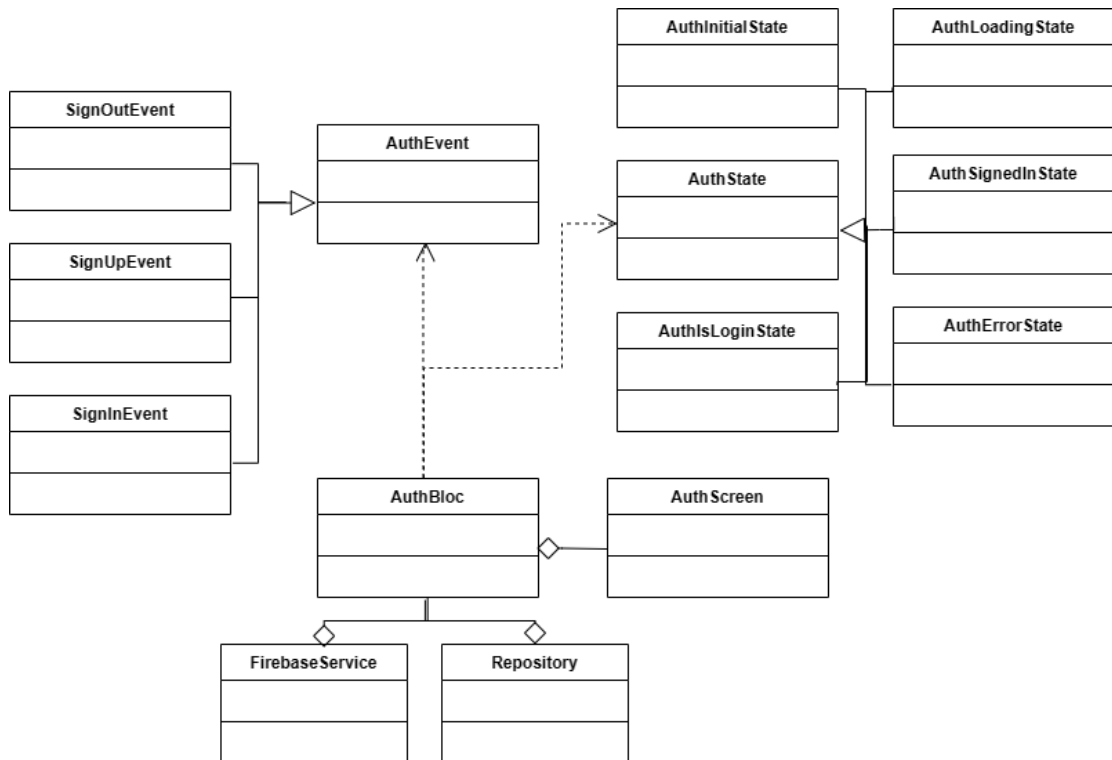 AuthInitialState
AuthLoadingState
SignOutEvent
AuthEvent
AuthState
AuthSignedInState
SignUpEvent
AuthIsLoginState
AuthErrorState
SignInEvent
AuthBloc
AuthScreen
FirebaseService
Repository